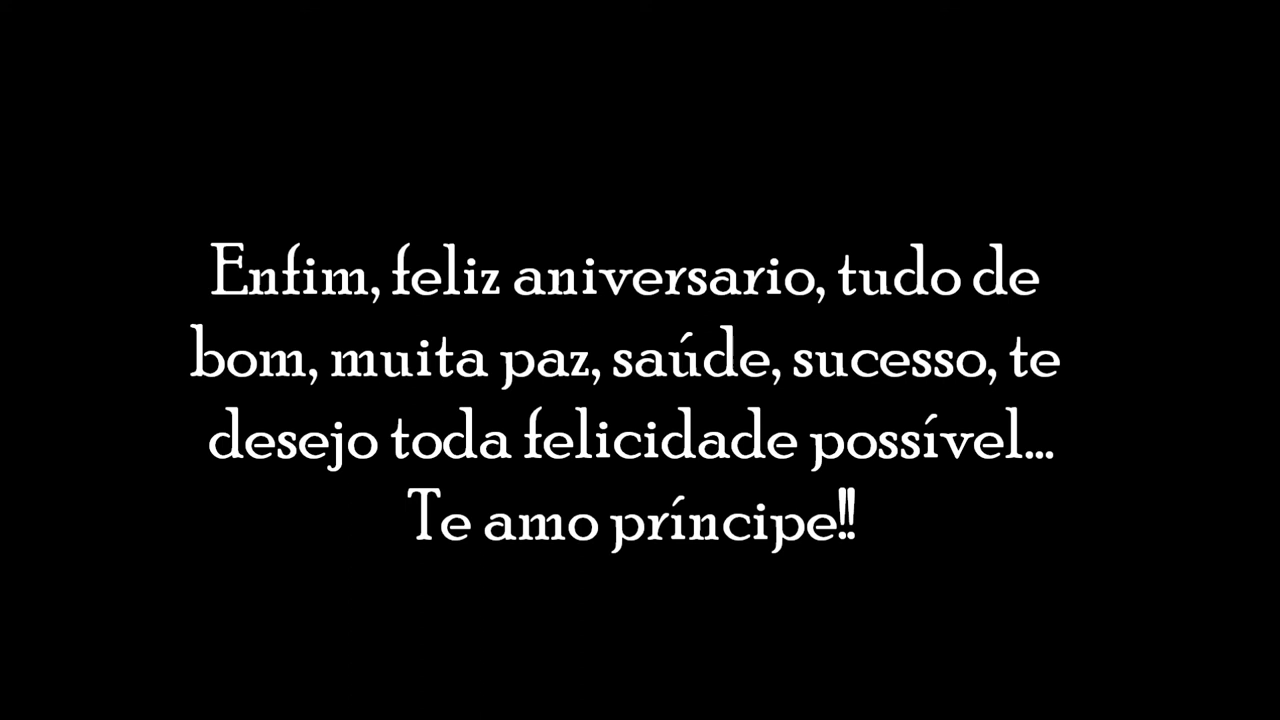 Enfim, feliz aniversario, tudo de
bom, muita paz, saúde, sucesso, te
desejo toda felicidade possível...
Te amo príncipe!!